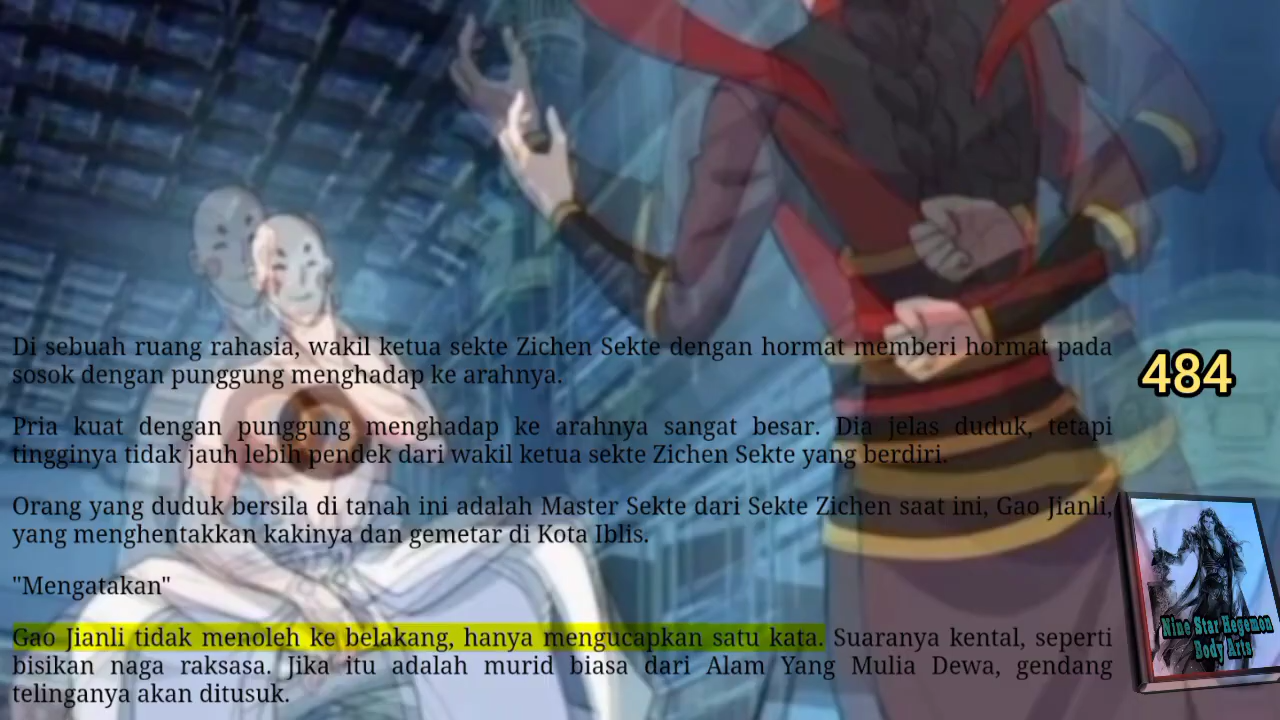 Di sebuah ruang rahasia, wakil ketua sekte Zichen Sekte dengan hormat memberi hormat pada
sosok dengan punggung menghadap ke arahnya.
Pria kuat dengan punggung menghadap ke arahnya sangat besar. Dia jelas duduk, tetapi
tingginya tidak jauh lebih pendek dari wakil ketua sekte Zichen Sekte yang berdiri.
Orang yang duduk bersila di tanah ini adalah Master Sekte dari Sekte Zichen saat ini, Gao Jianli,
yang menghentakkan kakinya dan gemetar di Kota Iblis.
"Mengatakan"
Gao Jianli tidak menoleh ke belakang, hanya mengucapkan satu kata. Suaranya kental, seperti
bisikan naga raksasa. Jika itu adalah murid biasa dari Alam Yang Mulia Dewa, gendang
telinganya akan ditusuk.
484
Nine Star Hegemon
Body Arts